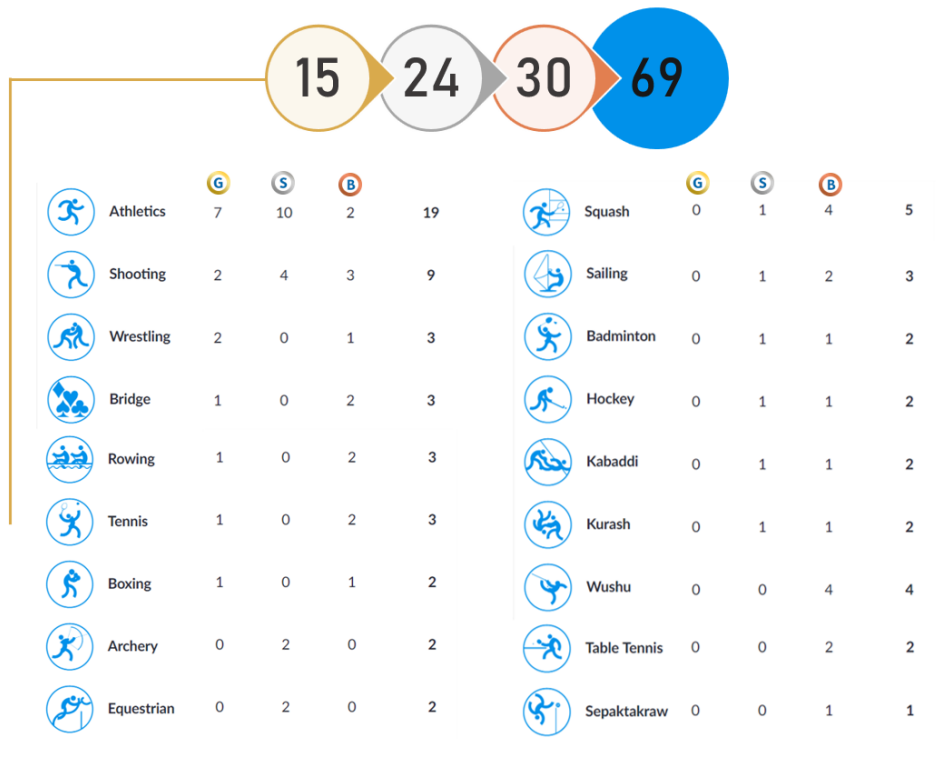 15 24 30 69
G S B
Athletics 7 10 2 19
Shooting 2 4 3 9
Wrestling 2 0 1 3
Bridge 1 0 2 3
Rowing 1 0 2 3
Tennis 1 0 2 3
Boxing 1 0 1 2
Archery 0 2 0 2
Equestrian 0 2 0 2
G S B
Squash 0 1 4 5
Sailing 0 1 2 3
Badminton 0 1 1 2
Hockey 0 1 1 2
Kabaddi 0 1 1 2
Kurash 0 1 1 2
Wushu 0 0 4 4
Table Tennis 0 0 2 2
Sepaktakraw 0 0 1 1